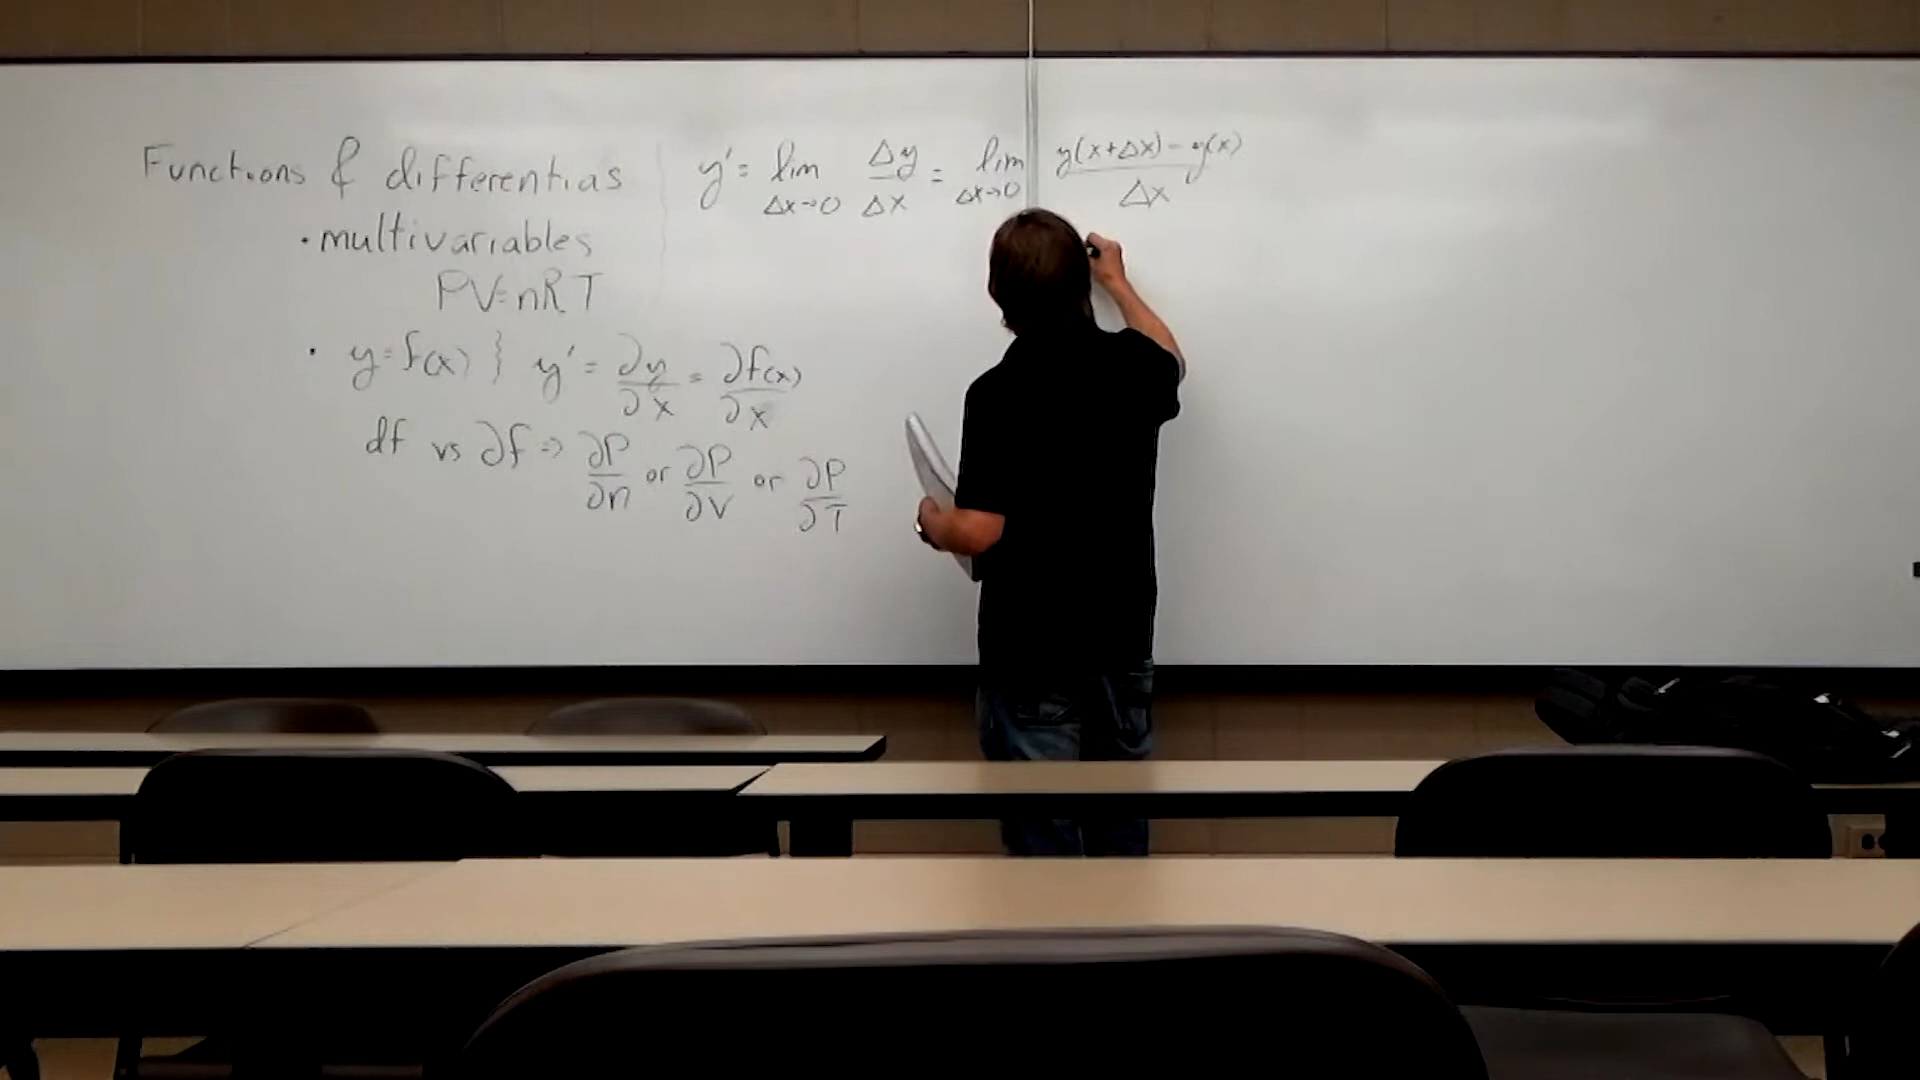 Functions & differentias
• multivariables
PV=nRT
• y=f(x) } y' = ∂y/∂x = ∂f(x)/∂x
df vs ∂f => ∂P/∂n or ∂P/∂V or ∂P/∂T
y' = lim Δx→0 Δy/Δx = lim Δx→0 y(x+Δx)-y(x)/Δx